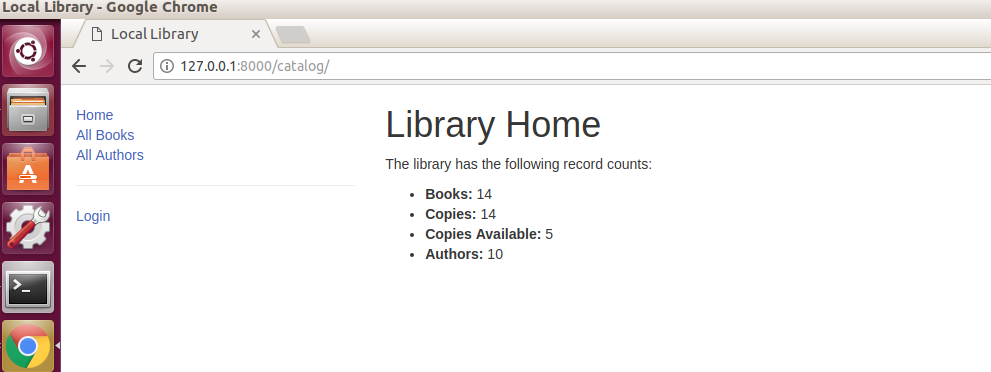 Local Library - Google Chrome
Local Library
127.0.0.1:8000/catalog/
Home
All Books
All Authors
Login
Library Home
The library has the following record counts:
Books: 14
Copies: 14
Copies Available: 5
Authors: 10